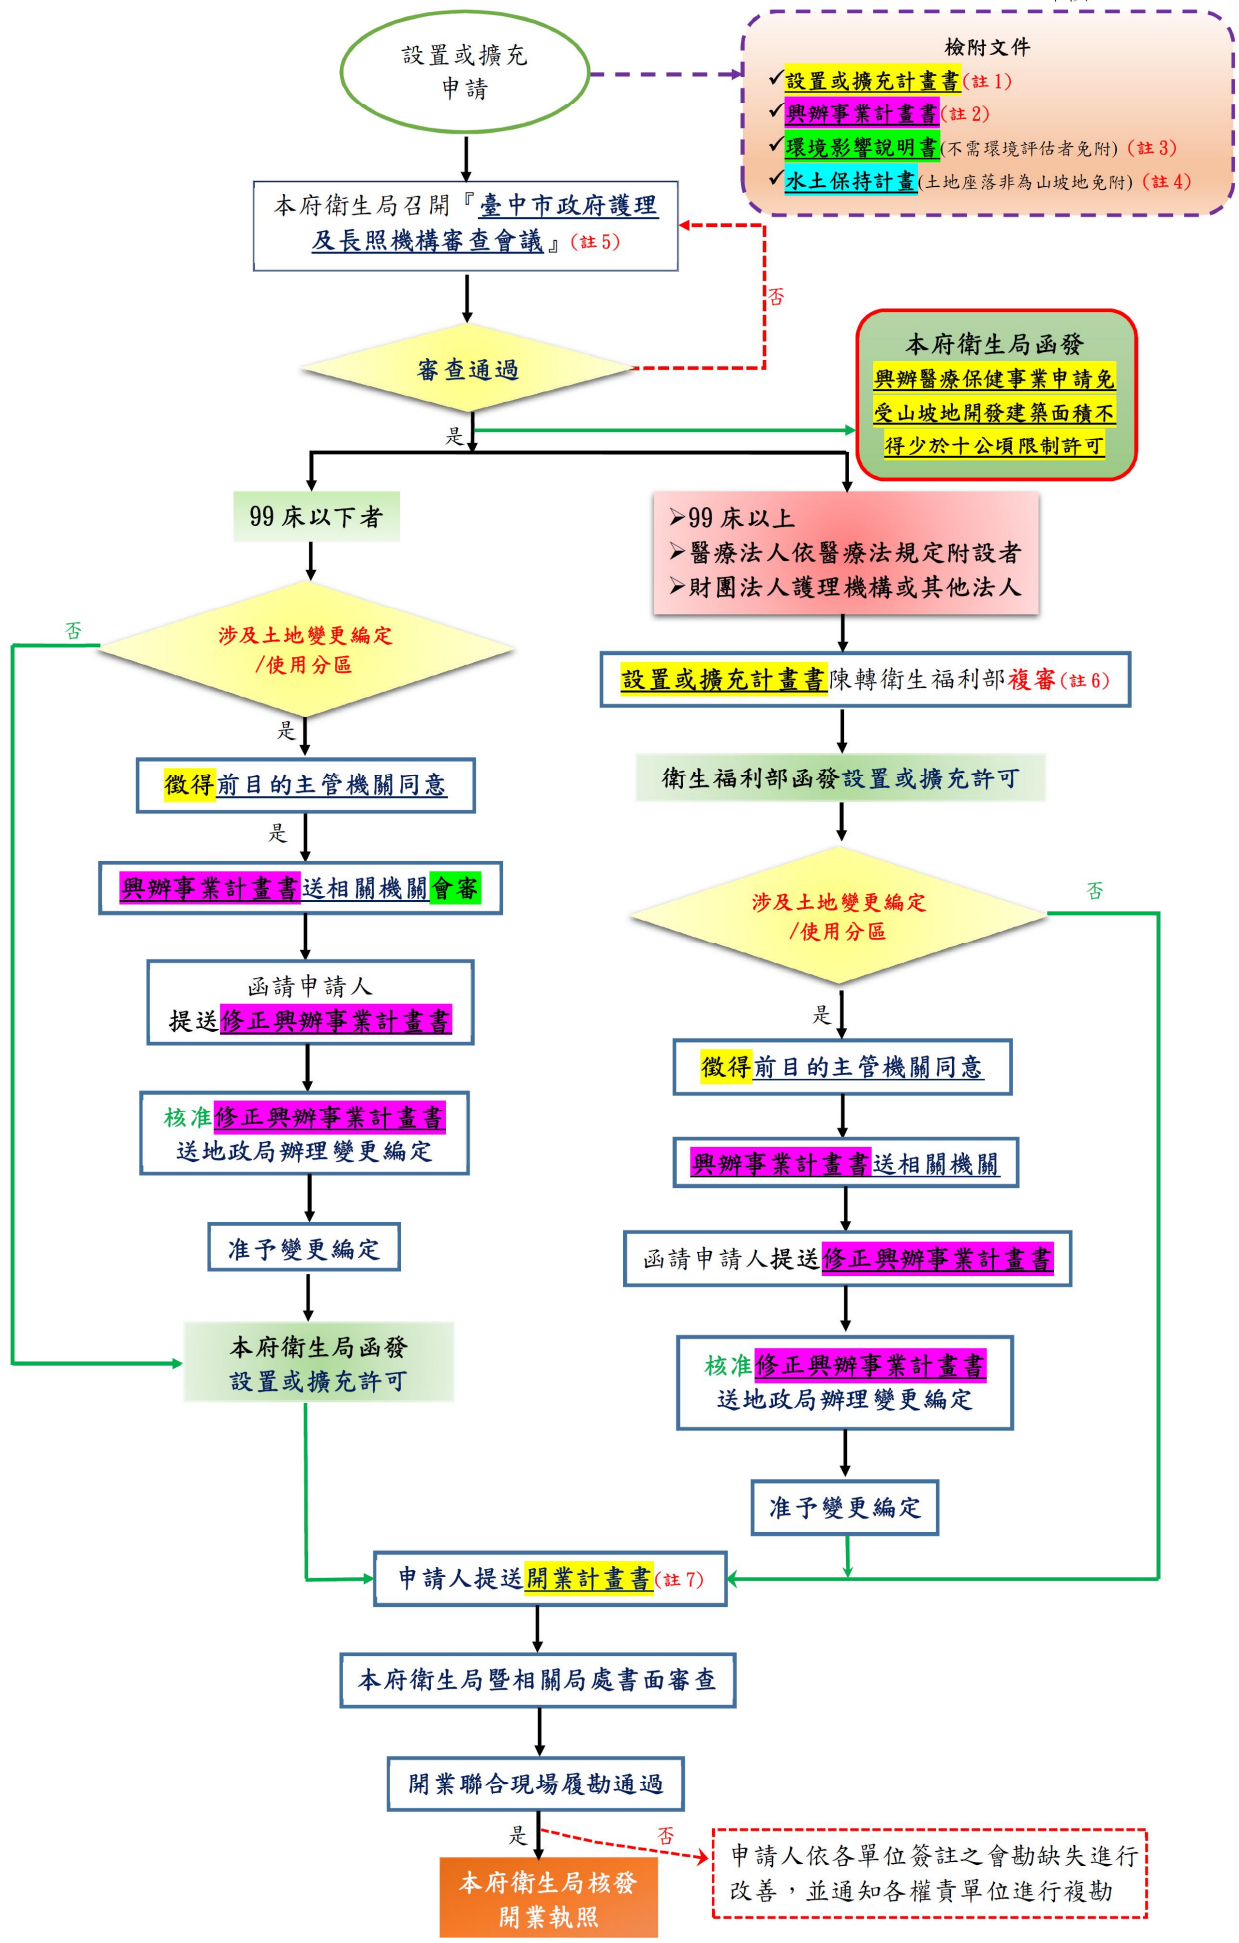 設置或擴充
申請
檢附文件
✓設置或擴充計畫書(註1)
✓興辦事業計畫書(註2)
✓環境影響說明書(不需環境評估者免附)(註3)
✓水土保持計畫(土地座落非為山坡地免附)(註4)
本府衛生局召開『臺中市政府護理
及長照機構審查會議』(註5)
否
審查通過
本府衛生局函發
興辦醫療保健事業申請免
受山坡地開發建築面積不
得少於十公頃限制許可
是
99床以下者
➢99床以上
➢醫療法人依醫療法規定附設者
➢財團法人護理機構或其他法人
否
涉及土地變更編定
/使用分區
設置或擴充計畫書陳轉衛生福利部複審(註6)
是
徵得前目的主管機關同意
衛生福利部函發設置或擴充許可
是
興辦事業計畫書送相關機關會審
涉及土地變更編定
/使用分區
否
函請申請人
提送修正興辦事業計畫書
是
徵得前目的主管機關同意
核准修正興辦事業計畫書
送地政局辦理變更編定
興辦事業計畫書送相關機關
准予變更編定
函請申請人提送修正興辦事業計畫書
本府衛生局函發
設置或擴充許可
核准修正興辦事業計畫書
送地政局辦理變更編定
准予變更編定
申請人提送開業計畫書(註7)
本府衛生局暨相關局處書面審查
開業聯合現場履勘通過
是
否
本府衛生局核發
開業執照
申請人依各單位簽註之會勘缺失進行
改善,並通知各權責單位進行複勘